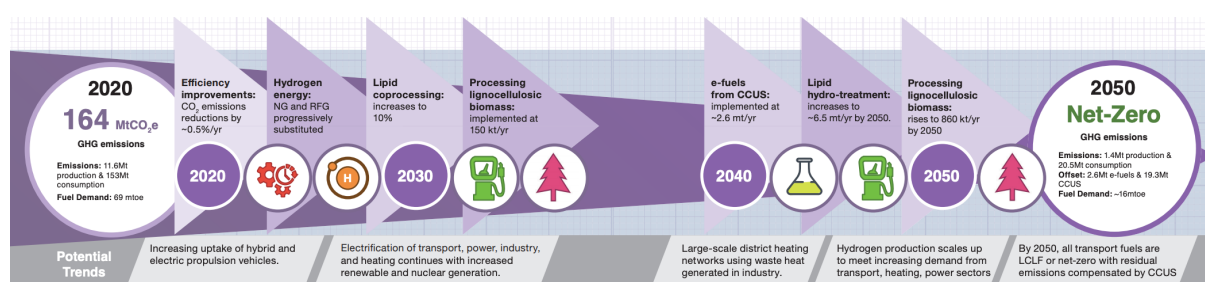 2020
164 MtCO₂e
GHG emissions
Emissions: 11.6Mt
production & 153Mt
consumption
Fuel Demand: 69 mtoe
Efficiency
improvements:
CO₂ emissions
reductions by
~0.5%/yr
Hydrogen
energy:
NG and RFG
progressively
substituted
Lipid
coprocessing:
increases to
10%
Processing
lignocellulosic
biomass:
implemented at
150 kt/yr
e-fuels
from CCUS:
implemented at
~2.6 mt/yr
Lipid
hydro-treatment:
increases to
~6.5 mt/yr by 2050.
Processing
lignocellulosic
biomass:
rises to 860 kt/yr
by 2050
2050
Net-Zero
GHG emissions
Emissions: 1.4Mt production &
20.5Mt consumption
Offset: 2.6Mt e-fuels & 19.3Mt
CCUS
Fuel Demand: ~16mtoe
2020
H
2030
2040
2050
Potential
Trends
Increasing uptake of hybrid and
electric propulsion vehicles.
Electrification of transport, power, industry,
and heating continues with increased
renewable and nuclear generation.
Large-scale district heating
networks using waste heat
generated in industry.
Hydrogen production scales up
to meet increasing demand from
transport, heating, power sectors
By 2050, all transport fuels are
LCLF or net-zero with residual
emissions compensated by CCUS